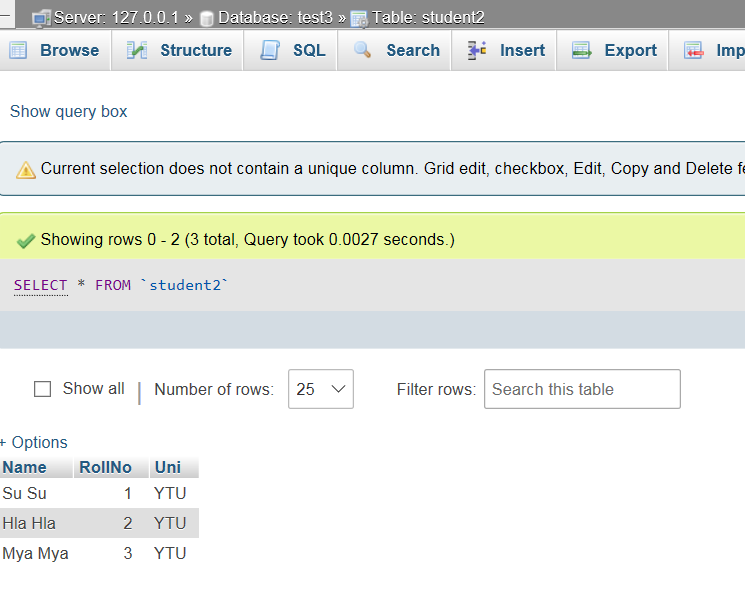 Server: 127.0.0.1 » Database: test3 » Table: student2
Browse Structure SQL Search Insert Export Imp
Show query box
Current selection does not contain a unique column. Grid edit, checkbox, Edit, Copy and Delete fe
Showing rows 0 - 2 (3 total, Query took 0.0027 seconds.)
SELECT * FROM `student2`
Show all | Number of rows: 25 Filter rows: Search this table
+ Options
Name RollNo Uni
Su Su 1 YTU
Hla Hla 2 YTU
Mya Mya 3 YTU